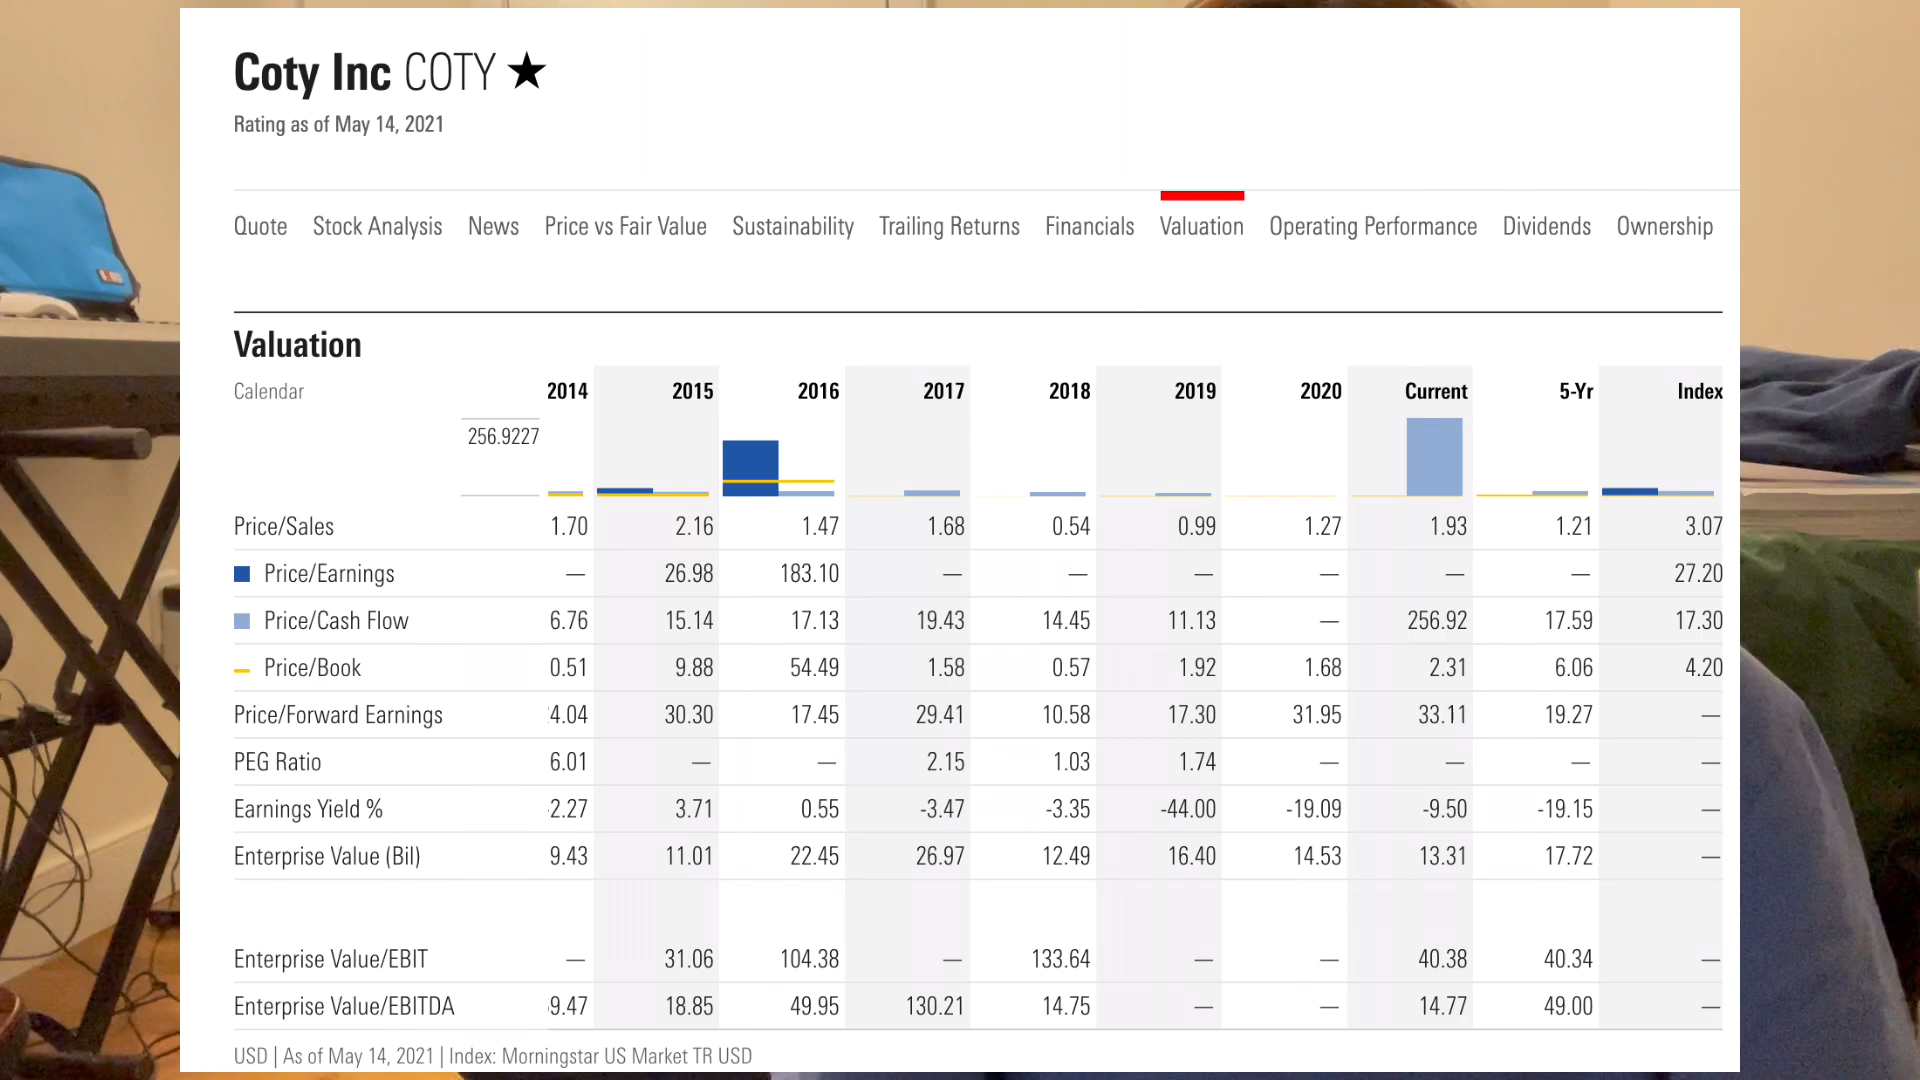 Coty Inc COTY ★
Rating as of May 14, 2021
Quote Stock Analysis News Price vs Fair Value Sustainability Trailing Returns Financials Valuation Operating Performance Dividends Ownership
Valuation
Calendar 2014 2015 2016 2017 2018 2019 2020 Current 5-Yr Index
256.9227
Price/Sales 1.70 2.16 1.47 1.68 0.54 0.99 1.27 1.93 1.21 3.07
Price/Earnings — 26.98 183.10 — — — — — — 27.20
Price/Cash Flow 6.76 15.14 17.13 19.43 14.45 11.13 — 256.92 17.59 17.30
Price/Book 0.51 9.88 54.49 1.58 0.57 1.92 1.68 2.31 6.06 4.20
Price/Forward Earnings 4.04 30.30 17.45 29.41 10.58 17.30 31.95 33.11 19.27 —
PEG Ratio 6.01 — — 2.15 1.03 1.74 — — — —
Earnings Yield % 2.27 3.71 0.55 -3.47 -3.35 -44.00 -19.09 -9.50 -19.15 —
Enterprise Value (Bil) 9.43 11.01 22.45 26.97 12.49 16.40 14.53 13.31 17.72 —
Enterprise Value/EBIT — 31.06 104.38 — 133.64 — — 40.38 40.34 —
Enterprise Value/EBITDA 9.47 18.85 49.95 130.21 14.75 — — 14.77 49.00 —
USD | As of May 14, 2021 | Index: Morningstar US Market TR USD